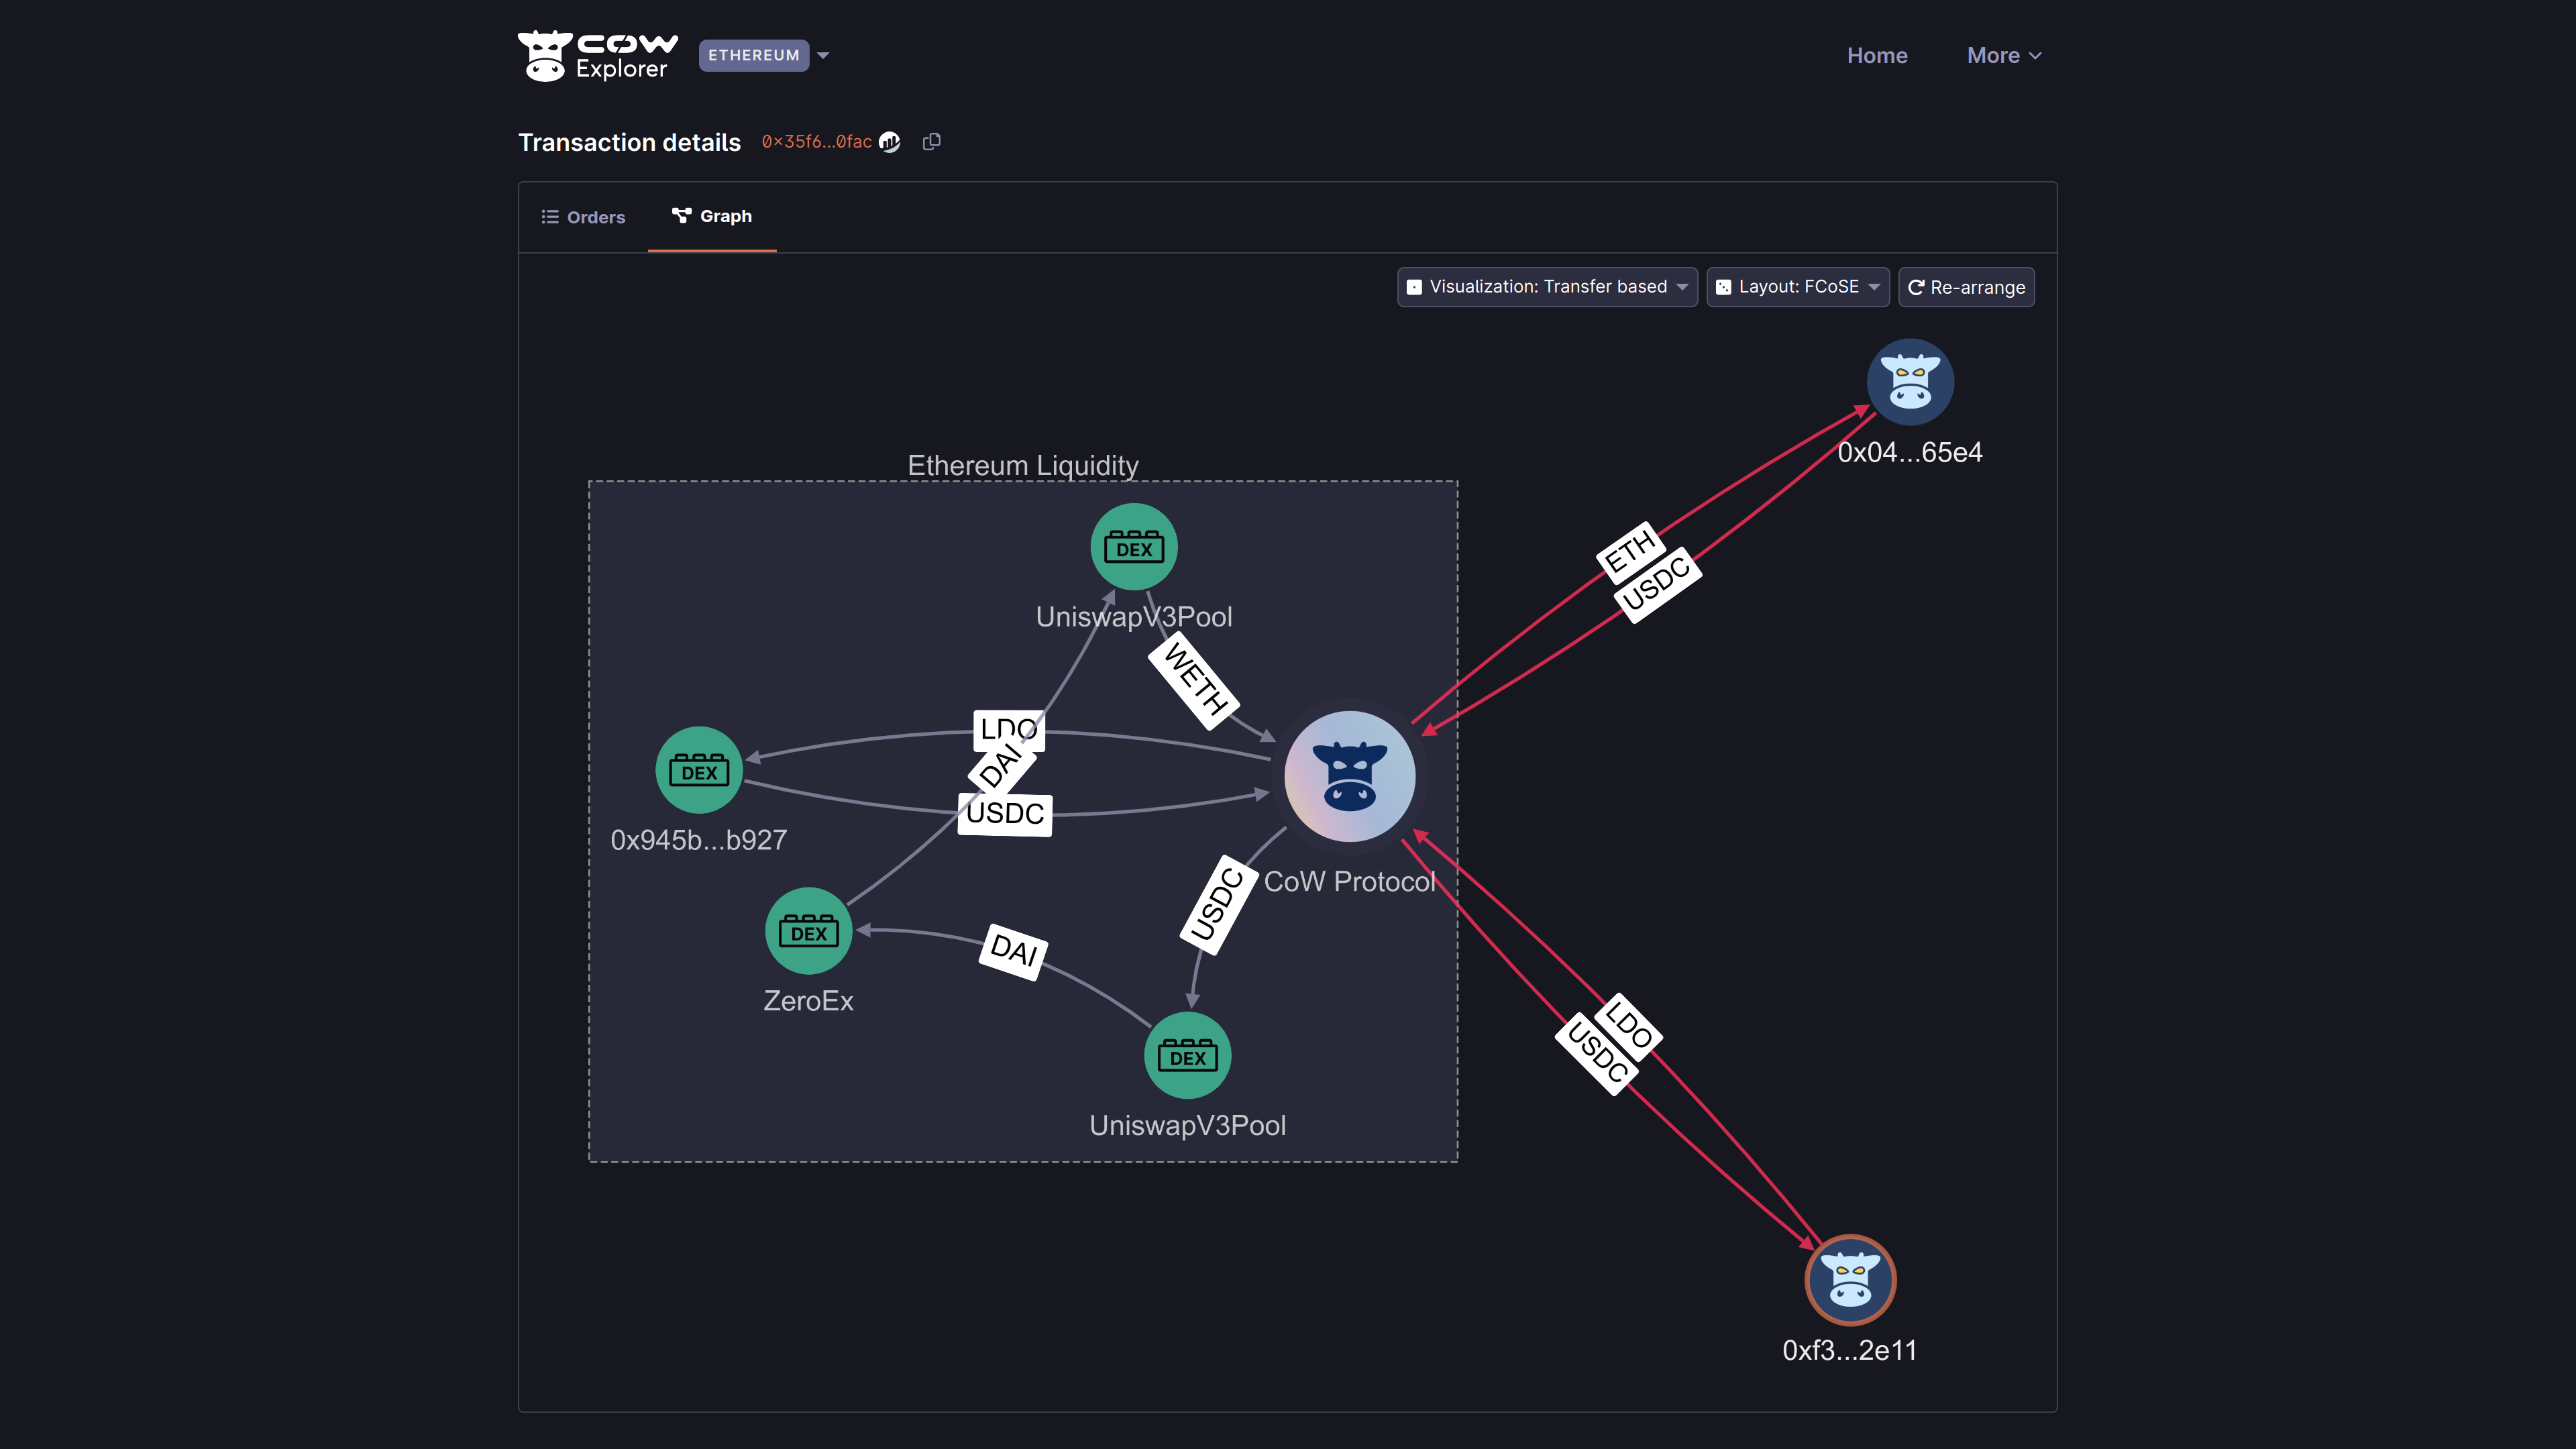 COW
Explorer
ETHEREUM
Home
More
Transaction details
0x35f6...0fac
Orders
Graph
Visualization: Transfer based
Layout: FCoSE
Re-arrange
0x04...65e4
Ethereum Liquidity
DEX
UniswapV3Pool
ETH
USDC
WETH
LDO
DAI
USDC
DEX
0x945b...b927
CoW Protocol
USDC
DEX
ZeroEx
DAI
DEX
UniswapV3Pool
LDO
USDC
0xf3...2e11